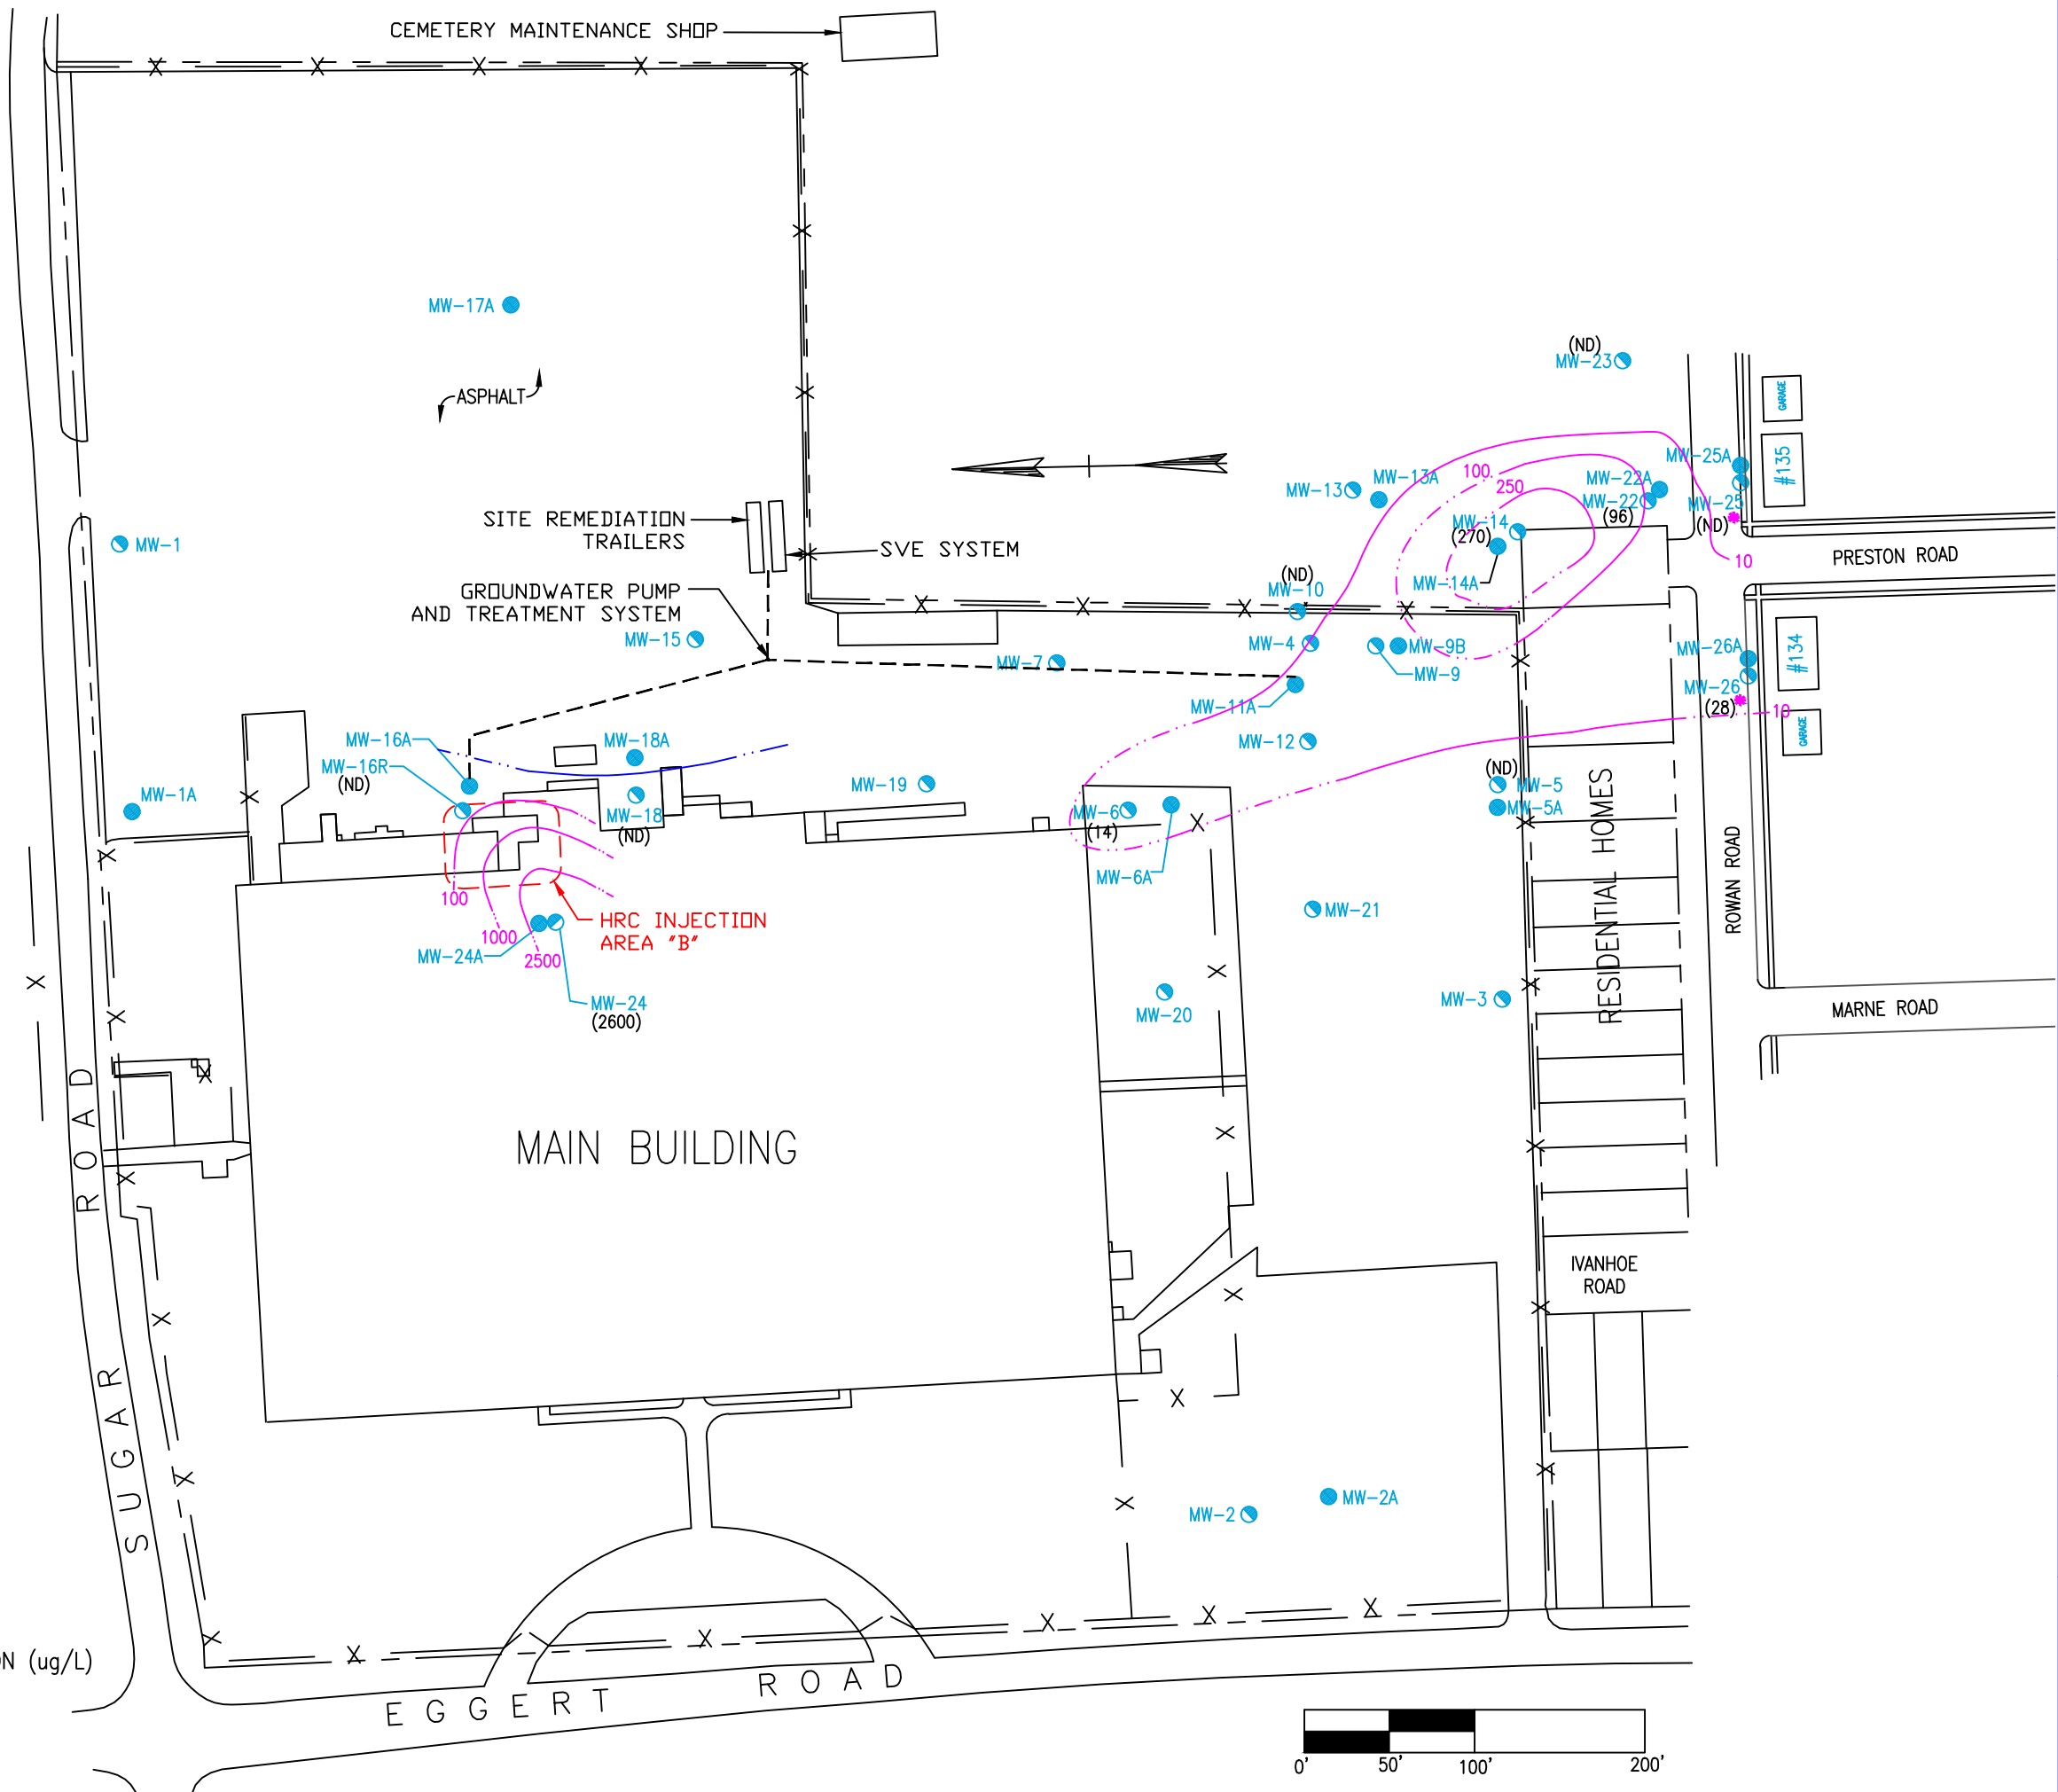 CEMETERY MAINTENANCE SHOP
MW-17A
ASPHALT
(ND)
MW-23
GARAGE
#135
MW-25A
MW-25
(ND)
MW-13
MW-13A
100
250
MW-22A
MW-22
(96)
MW-14
(270)
MW-14A
SITE REMEDIATION
TRAILERS
SVE SYSTEM
MW-1
PRESTON ROAD
10
GROUNDWATER PUMP
AND TREATMENT SYSTEM
(ND)
MW-10
MW-15
MW-7
MW-4
MW-9B
MW-9
MW-26A
MW-26
(28)
#134
GARAGE
10
MW-11A
MW-12
MW-16A
MW-16R
(ND)
MW-18A
MW-18
(ND)
MW-19
MW-1A
MW-6
(14)
MW-6A
(ND)
MW-5
MW-5A
RESIDENTIAL HOMES
ROWAN ROAD
100
1000
2500
HRC INJECTION
AREA "B"
MW-24A
MW-24
(2600)
MW-21
MW-20
MW-3
MARNE ROAD
MAIN BUILDING
SUGAR ROAD
IVANHOE
ROAD
MW-2
MW-2A
N (ug/L)
EGGERT ROAD
0' 50' 100' 200'